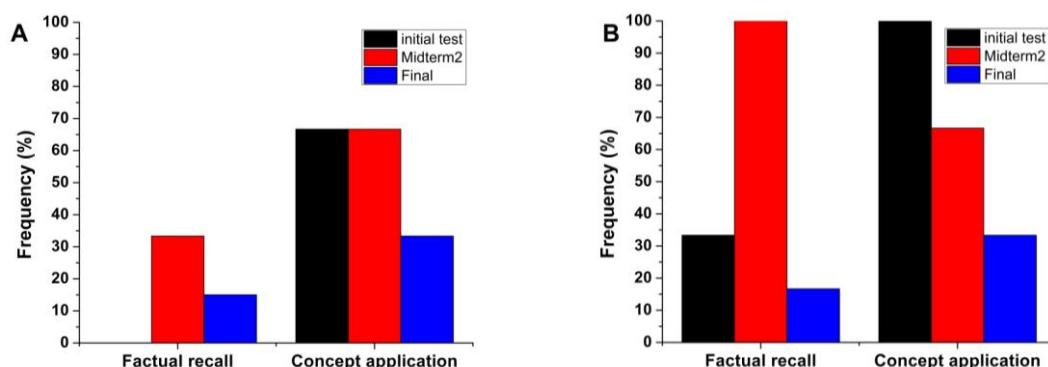 A
Frequency (%)
100
90
80
70
60
50
40
30
20
10
0
initial test
Midterm2
Final
Factual recall
Concept application
B
Frequency (%)
100
90
80
70
60
50
40
30
20
10
0
initial test
Midterm2
Final
Factual recall
Concept application